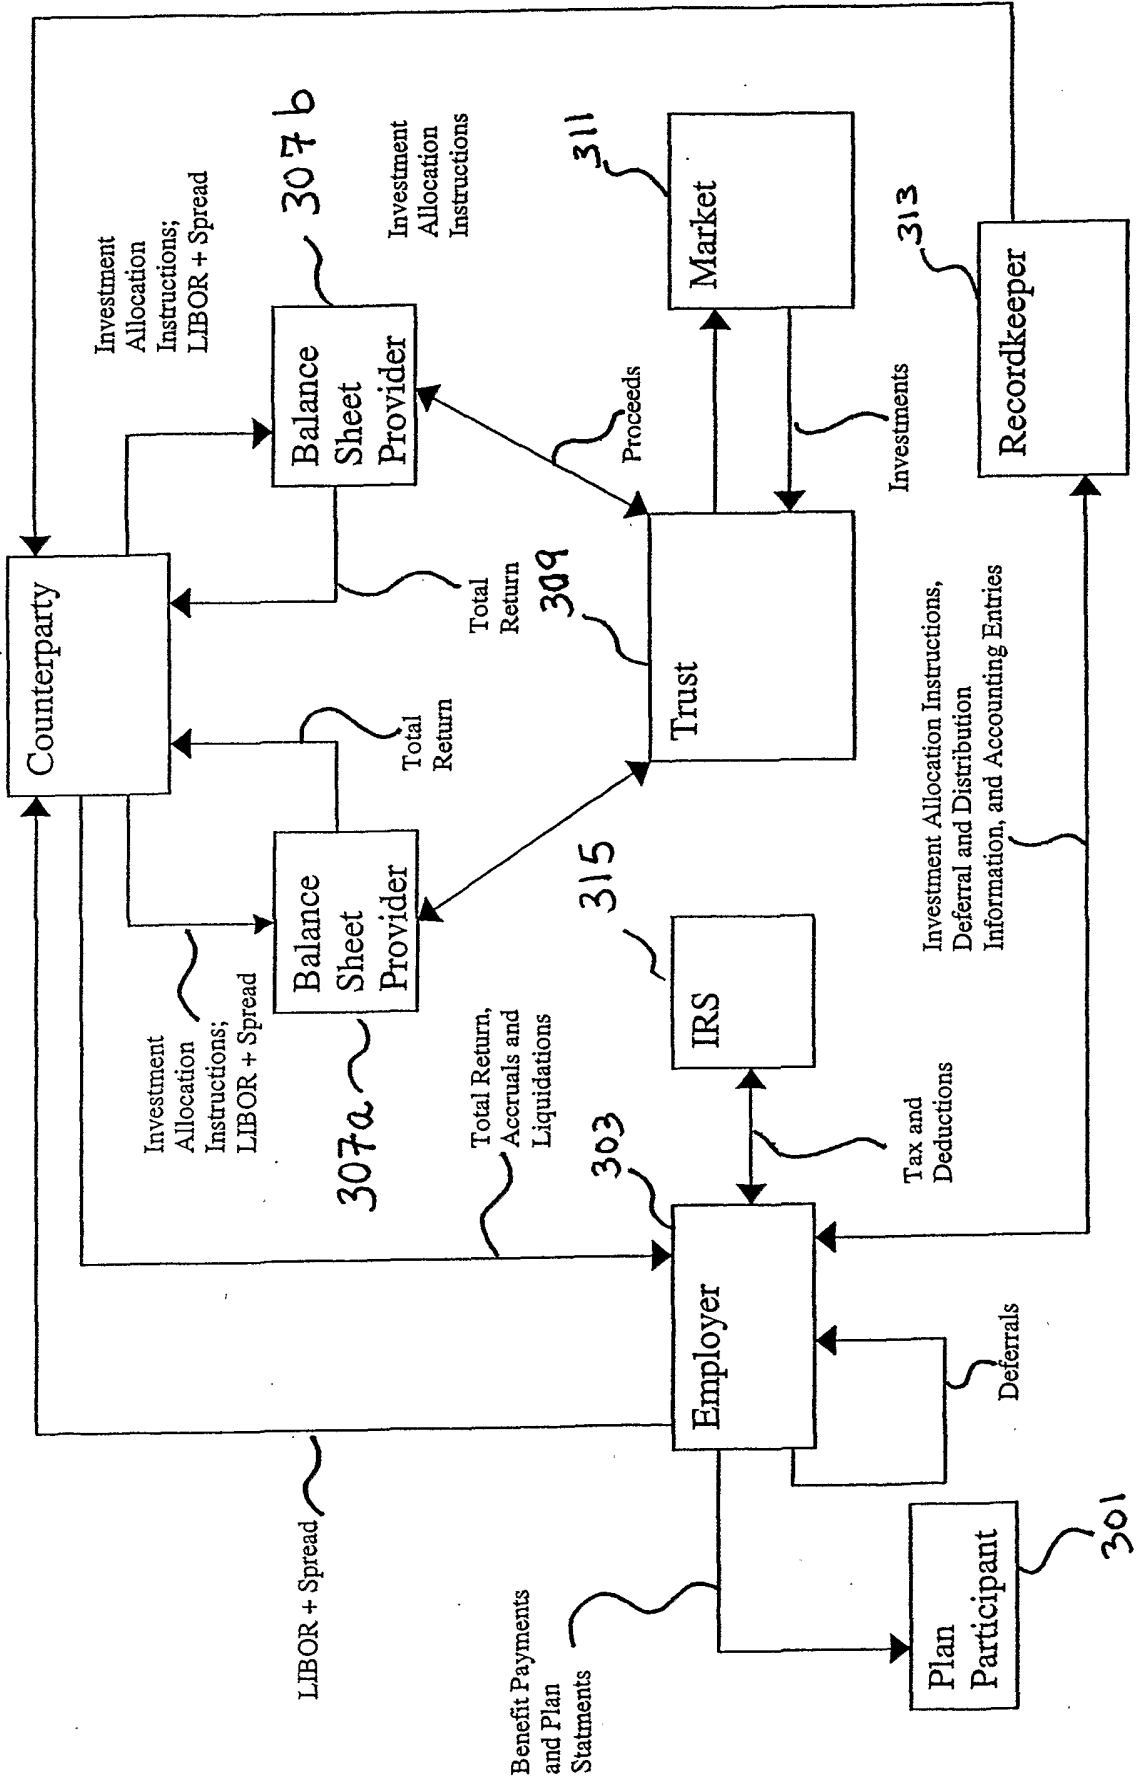 Counterparty
Investment
Allocation
Instructions;
LIBOR + Spread
307b
Investment
Allocation
Instructions
Balance
Sheet
Provider
Total
Return
Total
Return
Balance
Sheet
Provider
307a
Investment
Allocation
Instructions;
LIBOR + Spread
LIBOR + Spread
Total Return,
Accruals and
Liquidations
Proceeds
311
Market
309
Trust
Investments
315
IRS
303
Employer
Tax and
Deductions
Deferrals
Benefit Payments
and Plan
Statments
Plan
Participant
301
Investment Allocation Instructions,
Deferral and Distribution
Information, and Accounting Entries
313
Recordkeeper